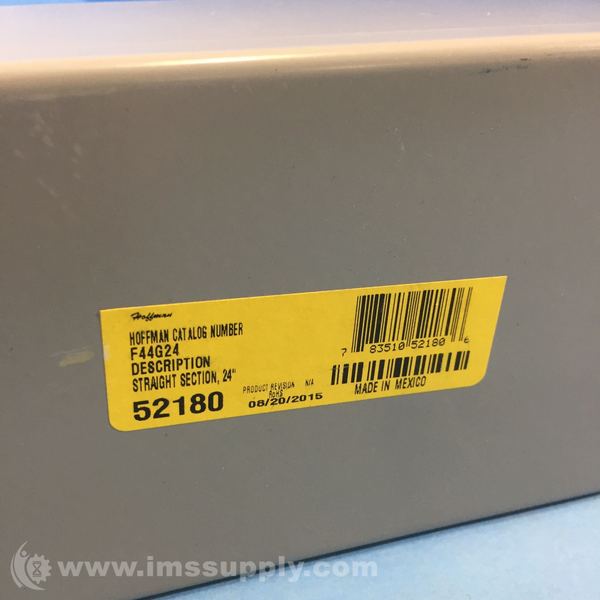 Hoffman
HOFFMAN CATALOG NUMBER
F44G24
DESCRIPTION
STRAIGHT SECTION, 24"
52180
PRODUCT REVISION N/A
RoHS
08/20/2015
7 83510 52180 6
MADE IN MEXICO
www.imssupply.com